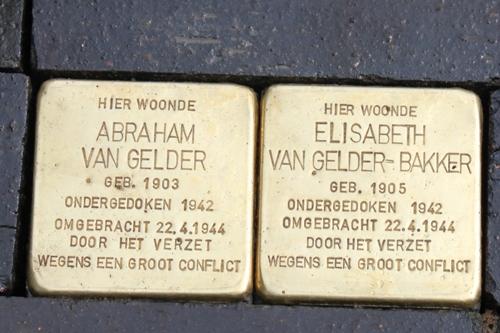 HIER WOONDE
ABRAHAM
VAN GELDER
GEB. 1903
ONDERGEDOKEN 1942
OMGEBRACHT 22.4.1944
DOOR HET VERZET
WEGENS EEN GROOT CONFLICT
HIER WOONDE
ELISABETH
VAN GELDER-BAKKER
GEB. 1905
ONDERGEDOKEN 1942
OMGEBRACHT 22.4.1944
DOOR HET VERZET
WEGENS EEN GROOT CONFLICT